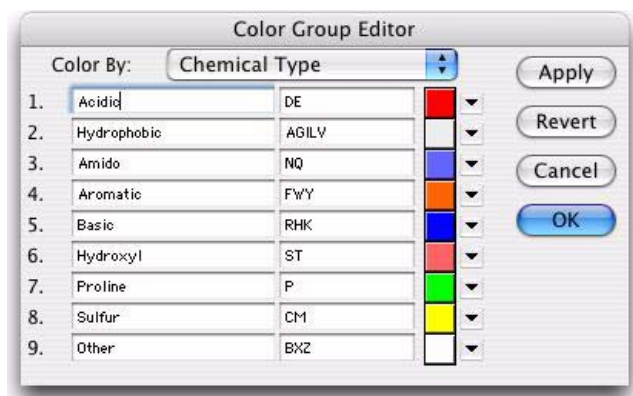 Color Group Editor
Color By: Chemical Type
Apply
Revert
Cancel
OK
1. Acidic DE
2. Hydrophobic AGILV
3. Amido NQ
4. Aromatic FWY
5. Basic RHK
6. Hydroxyl ST
7. Proline P
8. Sulfur CM
9. Other BXZ